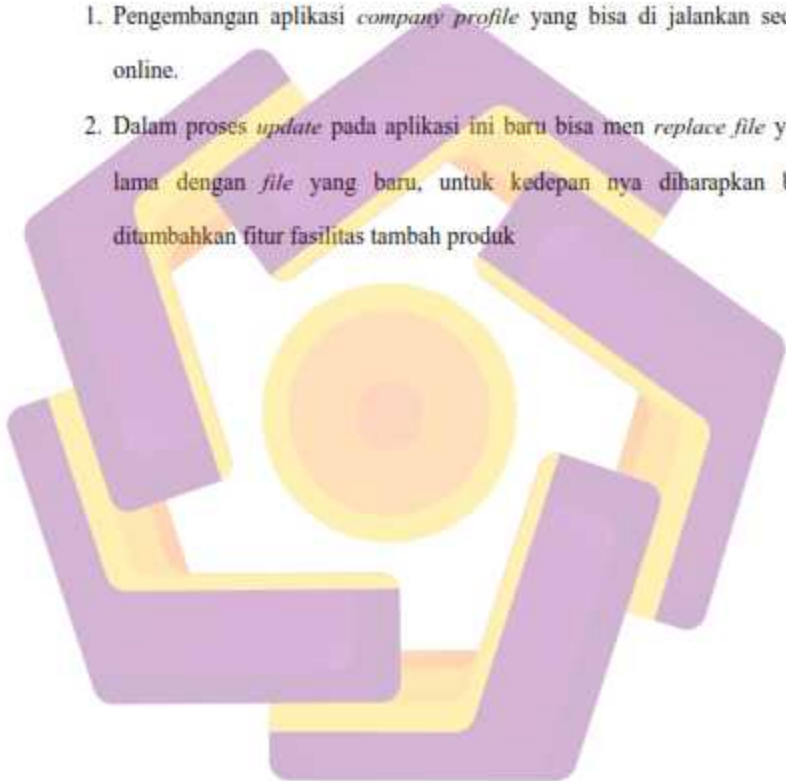 1. Pengembangan aplikasi company profile yang bisa di jalankan
online.
2. Dalam proses update pada aplikasi ini baru bisa men replace file
lama dengan file yang baru, untuk kedepan nya diharapkan
ditambahkan fitur fasilitas tambah produk